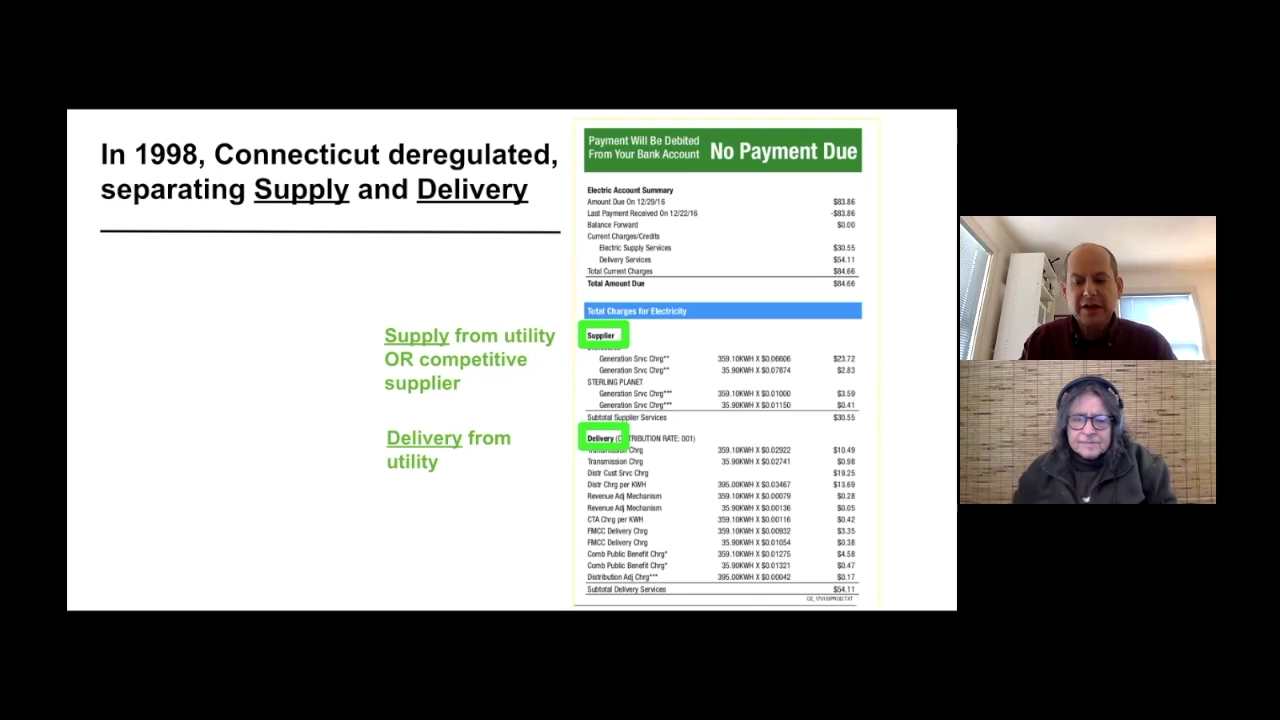 In 1998, Connecticut deregulated,
separating Supply and Delivery
Supply from utility
OR competitive
supplier
Delivery from
utility
Payment Will Be Debited
From Your Bank Account
No Payment Due
Electric Account Summary
Amount Due On 12/29/16 $83.86
Last Payment Received On 12/22/16 -$83.86
Balance Forward $0.00
Current Charges/Credits
Electric Supply Services $30.55
Delivery Services $54.11
Total Current Charges $84.66
Total Amount Due $84.66
Total Charges for Electricity
Supplier
Generation Srvc Chrg** 359.10KWH X $0.06606 $23.72
Generation Srvc Chrg** 35.90KWH X $0.07874 $2.83
STERLING PLANET
Generation Srvc Chrg*** 359.10KWH X $0.01000 $3.59
Generation Srvc Chrg*** 35.90KWH X $0.01150 $0.41
Subtotal Supplier Services $30.55
Delivery RATE: 001)
Chrg 359.10KWH X $0.02922 $10.49
Transmission Chrg 35.90KWH X $0.02741 $0.98
Distr Cust Srvc Chrg $19.25
Distr Chrg per KWH 395.00KWH X $0.03467 $13.69
Revenue Adj Mechanism 359.10KWH X $0.00079 $0.28
Revenue Adj Mechanism 35.90KWH X $0.00136 $0.05
CTA Chrg per KWH 359.10KWH X $0.00116 $0.42
FMCC Delivery Chrg 359.10KWH X $0.00932 $3.35
FMCC Delivery Chrg 35.90KWH X $0.01054 $0.38
Comb Public Benefit Chrg* 359.10KWH X $0.01275 $4.58
Comb Public Benefit Chrg* 35.90KWH X $0.01321 $0.47
Distribution Adj Chrg*** 395.00KWH X $0.00042 $0.17
Subtotal Delivery Services $54.11